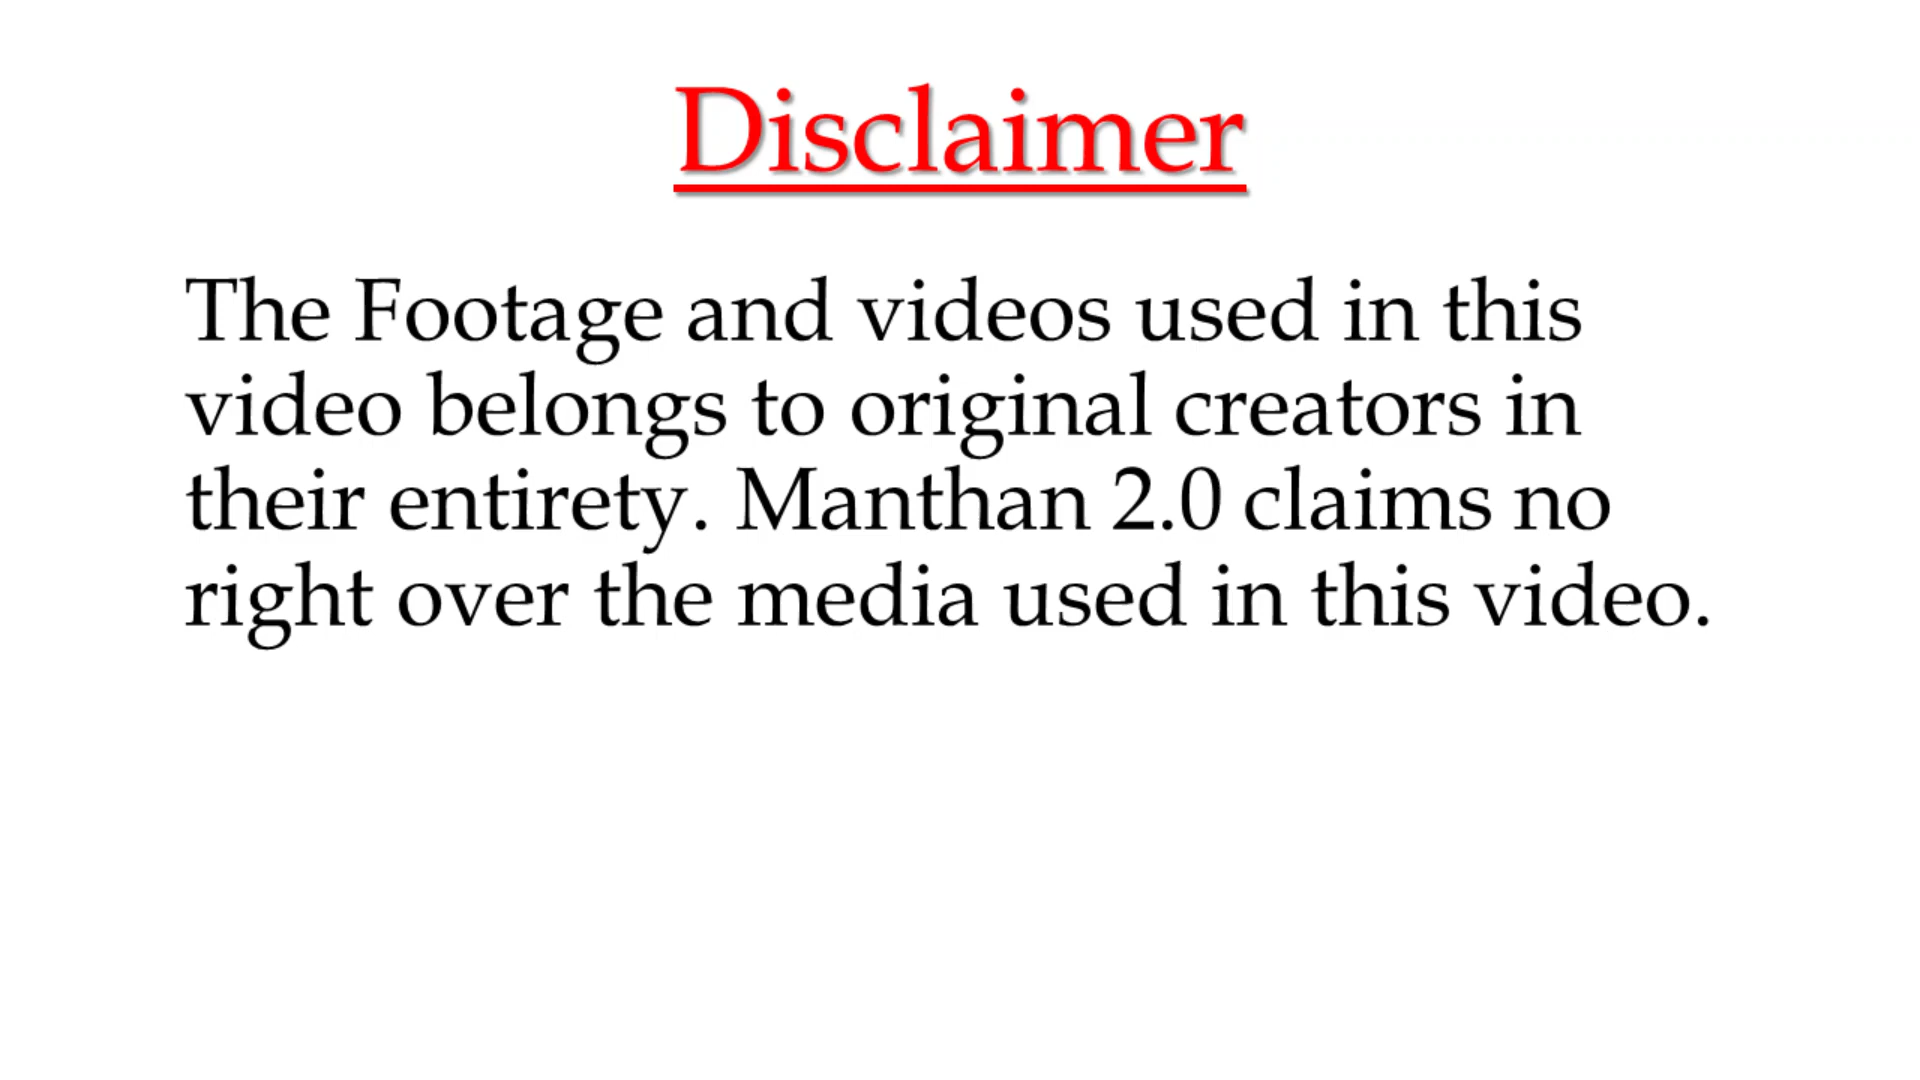 Disclaimer
The Footage and videos used in this
video belongs to original creators in
their entirety. Manthan 2.0 claims no
right over the media used in this video.